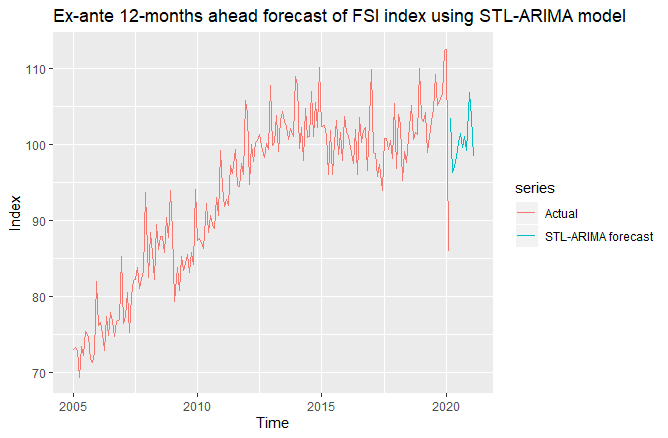 Ex-ante 12-months ahead forecast of FSI index using STL-ARIMA model
110
100
90
80
70
Index
2005
2010
2015
2020
Time
series
Actual
STL-ARIMA forecast